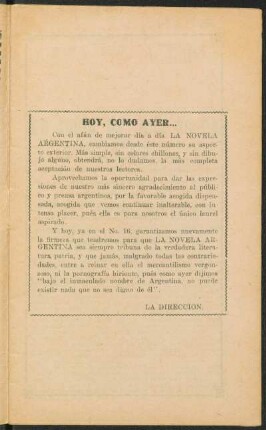 HOY, COMO AYER...
Con el afán de mejorar día a día LA NOVELA
ARGENTINA, cambiamos desde éste número su aspec-
to exterior. Más simple, sin colores chillones, y sin dibu-
jo alguno, obtendrá, no lo dudamos, la más completa
aceptación de nuestros lectores.
Aprovechamos la oportunidad para dar las expre-
siones de nuestro más sincero agradecimiento al públi-
co y prensa argentinos, por la favorable acogida dispen-
sada, acogida que vemos continuar inalterable, con in-
tenso placer, pués ella es para nosotros el único laurel
aspirado.
Y hoy, ya en el No. 16, garantizamos nuevamente
la firmeza que tendremos para que LA NOVELA AR-
GENTINA sea siempre tribuna de la verdadera litera-
tura patria, y que jamás, malgrado todas las contrarie-
dades, entre a reinar en ella el mercantilismo vergon-
zoso, ni la pornografía hiriente, pués como ayer dijimos
"bajo el inmaculado nombre de Argentina, no puede
existir nada que no sea digno de él".
LA DIRECCION.